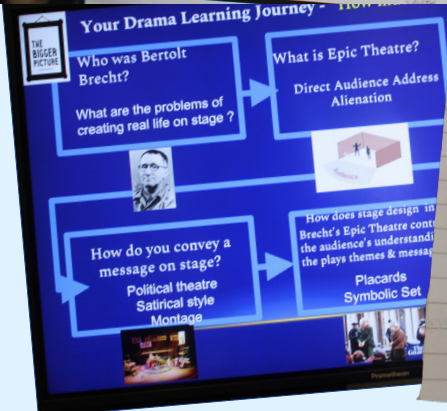 Your Drama Learning Journey -
THE
BIGGER
PICTURE
Who was Bertolt
Brecht?
What are the problems of
creating real life on stage ?
What is Epic Theatre?
Direct Audience Address
Alienation
Audience
How do you convey a
message on stage?
Political theatre
Satirical style
Montage
How does stage design in
Brecht's Epic Theatre
the audience's
the plays themes &
Placards
Symbolic Set
Promethean